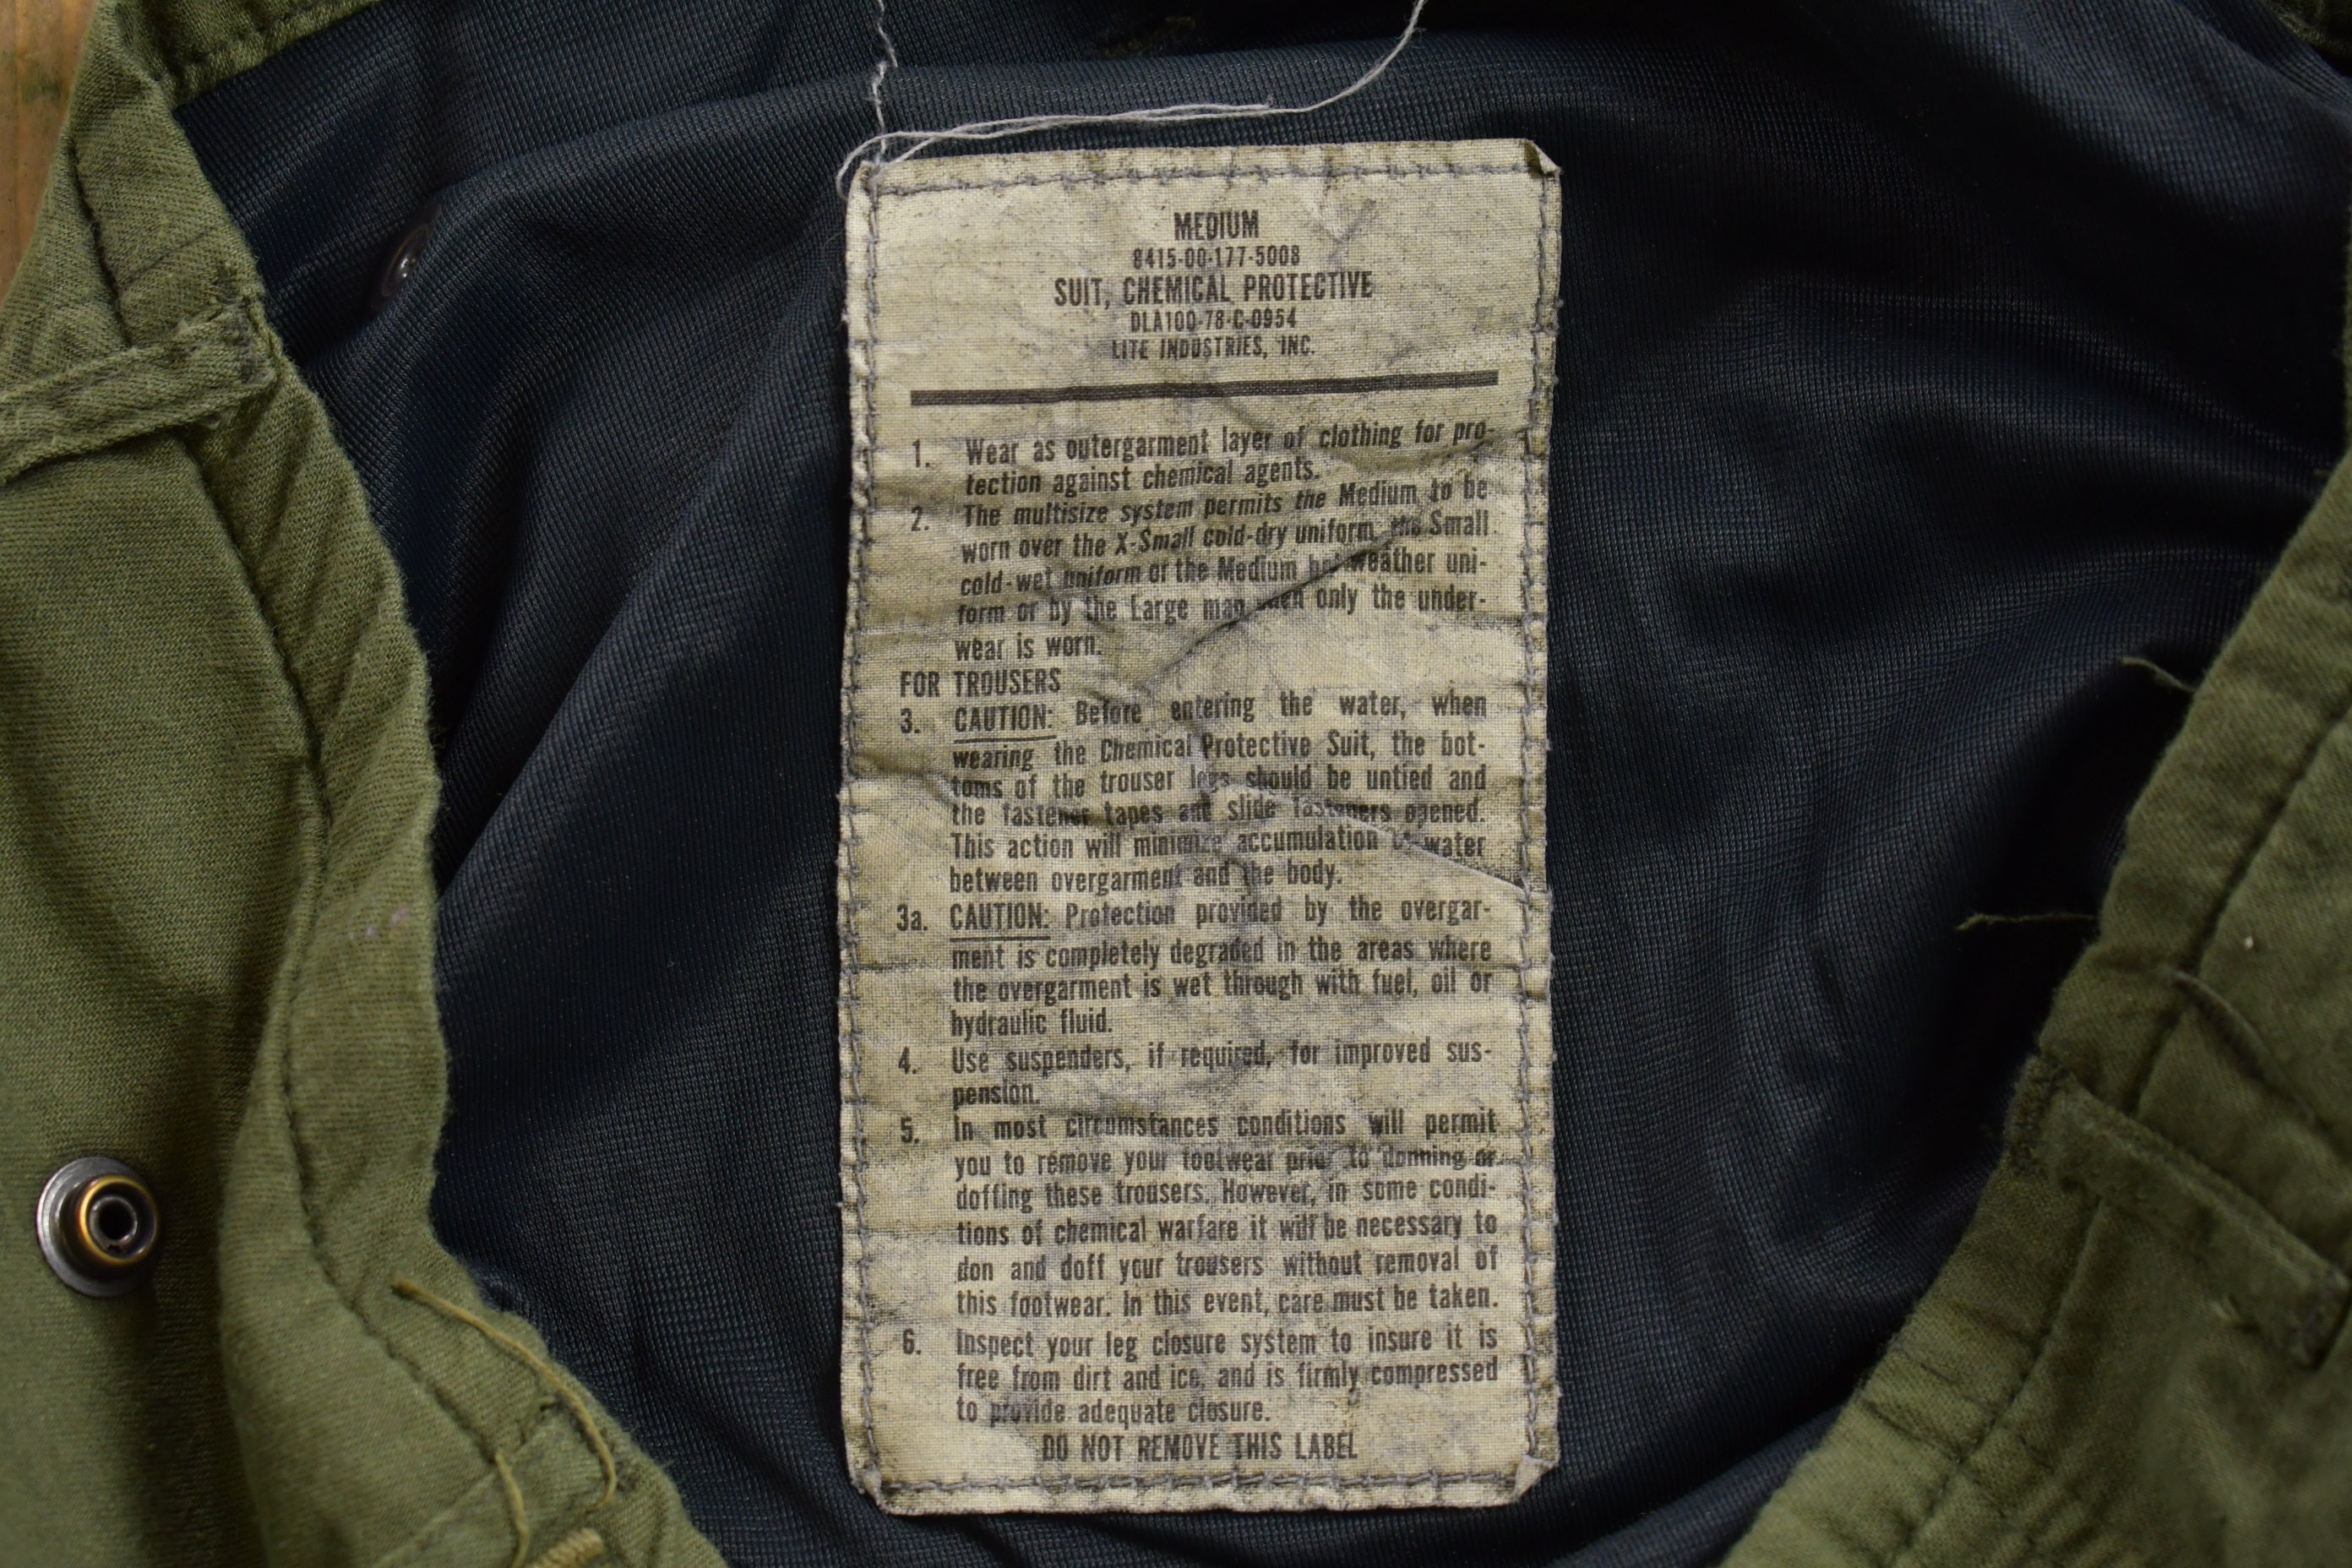 MEDIUM
8415-00-177-5008
SUIT, CHEMICAL PROTECTIVE
DLA100-78-C-0954
LITE INDUSTRIES, INC.
1. Wear as outergarment layer of clothing for pro-
tection against chemical agents.
2. The multisize system permits the Medium to be
worn over the X-Small cold-dry uniform, the Small
cold-wet uniform or the Medium hot weather uni-
form or by the Large man when only the under-
wear is worn.
FOR TROUSERS
3. CAUTION: Before entering the water, when
wearing the Chemical Protective Suit, the bot-
toms of the trouser legs should be untied and
the fastener tapes and slide fasteners opened.
This action will minimize accumulation of water
between overgarment and the body.
3a. CAUTION: Protection provided by the overgar-
ment is completely degraded in the areas where
the overgarment is wet through with fuel, oil or
hydraulic fluid.
4. Use suspenders, if required, for improved sus-
pension.
5. In most circumstances conditions will permit
you to remove your footwear prior to donning or
doffing these trousers. However, in some condi-
tions of chemical warfare it will be necessary to
don and doff your trousers without removal of
this footwear. In this event, care must be taken.
6. Inspect your leg closure system to insure it is
free from dirt and ice, and is firmly compressed
to provide adequate closure.
DO NOT REMOVE THIS LABEL